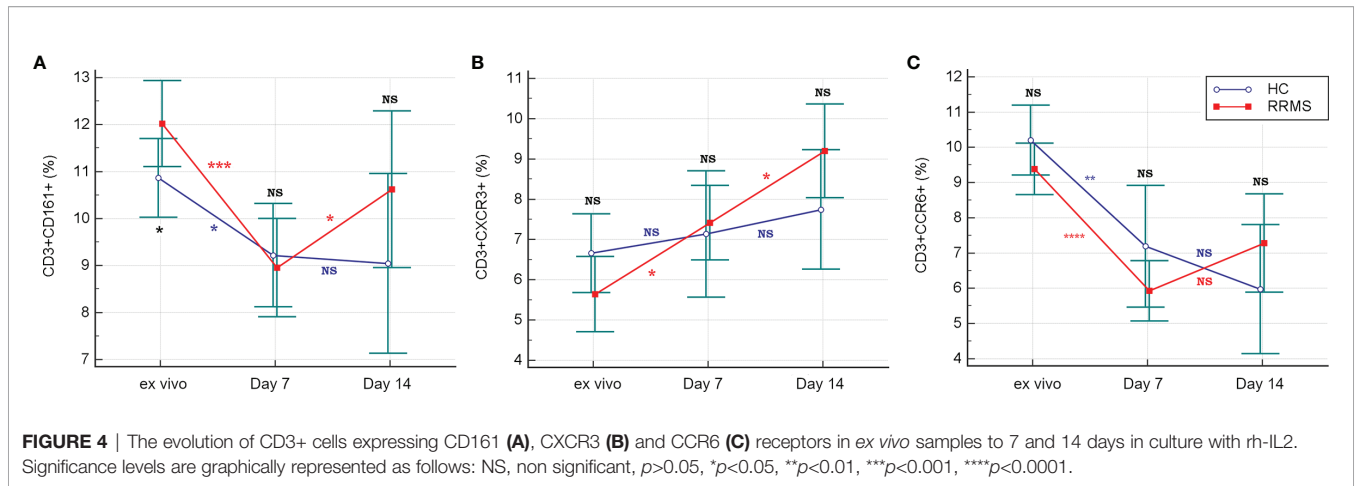 A
CD3+CD161+ (%)
13
12
11
10
9
8
7
***
*
*
*
NS
NS
NS
ex vivo
Day 7
Day 14
B
CD3+CXCR3+ (%)
11
10
9
8
7
6
5
4
NS
NS
NS
*
NS
NS
*
ex vivo
Day 7
Day 14
C
CD3+CCR6+ (%)
12
11
10
9
8
7
6
5
4
NS
NS
NS
**
****
NS
NS
HC
RRMS
ex vivo
Day 7
Day 14
FIGURE 4 | The evolution of CD3+ cells expressing CD161 (A), CXCR3 (B) and CCR6 (C) receptors in ex vivo samples to 7 and 14 days in culture with rh-IL2.
Significance levels are graphically represented as follows: NS, non significant, p>0.05, *p<0.05, **p<0.01, ***p<0.001, ****p<0.0001.